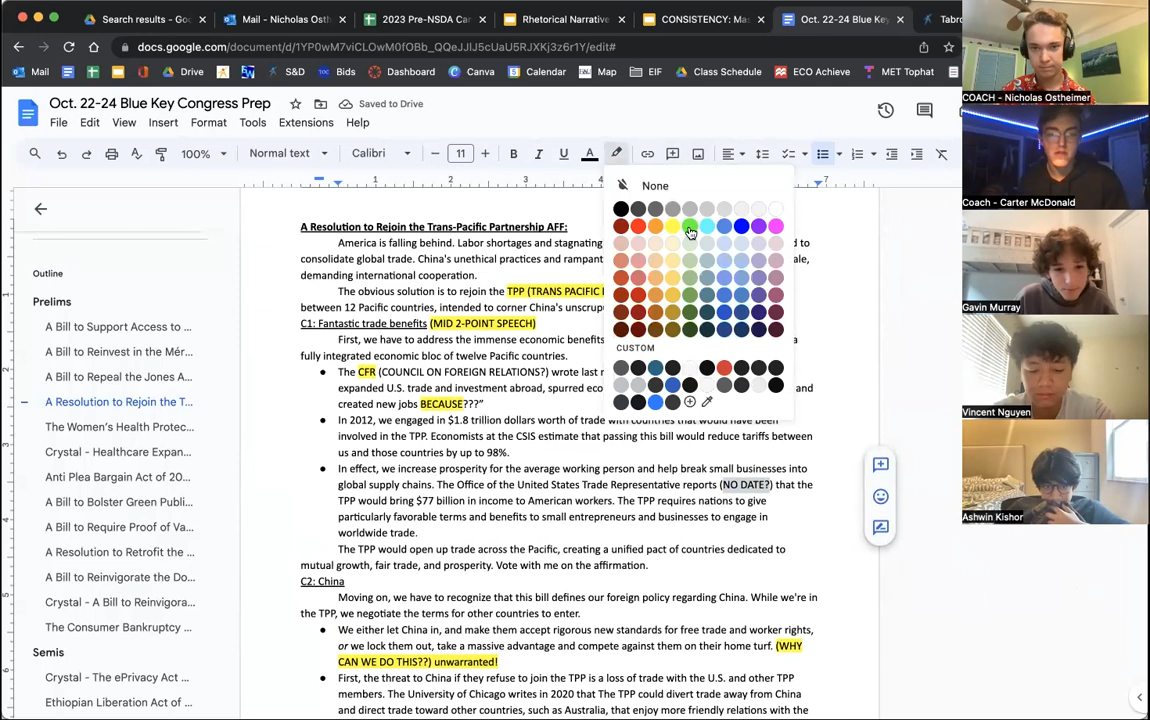 Search results - Goo
Mail - Nicholas Osth
2023 Pre-NSDA Car
Rhetorical Narrative
CONSISTENCY: Ma
Oct. 22-24 Blue Key
Tabro
docs.google.com/document/d/1YP0wM7viCLOwM0fOBb_QQeJJIJ5cUaU5RJXKj3z6r1Y/edit#
Mail
Drive
S&D
Bids
Dashboard
Canva
Calendar
Map
EIF
Class Schedule
ECO Achieve
MET Tophat
Oct. 22-24 Blue Key Congress Prep
Saved to Drive
File Edit View Insert Format Tools Extensions Help
100% Normal text Calibri 11
1 2 3 4 7
None
CUSTOM
Outline
Prelims
A Bill to Support Access to ...
A Bill to Reinvest in the Mér...
A Bill to Repeal the Jones A...
A Resolution to Rejoin the T...
The Women's Health Protec...
Crystal - Healthcare Expan...
Anti Plea Bargain Act of 20...
A Bill to Bolster Green Publi...
A Bill to Require Proof of Va...
A Resolution to Retrofit the ...
A Bill to Reinvigorate the Do...
Crystal - A Bill to Reinvigora...
The Consumer Bankruptcy ...
Semis
Crystal - The ePrivacy Act ...
Ethiopian Liberation Act of ...
A Resolution to Rejoin the Trans-Pacific Partnership AFF:
America is falling behind. Labor shortages and stagnating
d to
consolidate global trade. China's unethical practices and rampant
ale,
demanding international cooperation.
The obvious solution is to rejoin the TPP (TRANS PACIFIC
between 12 Pacific countries, intended to corner China's unscrup
C1: Fantastic trade benefits (MID 2-POINT SPEECH)
First, we have to address the immense economic benefits
a
fully integrated economic bloc of twelve Pacific countries.
● The CFR (COUNCIL ON FOREIGN RELATIONS?) wrote last
expanded U.S. trade and investment abroad, spurred eco
and
created new jobs BECAUSE???"
● In 2012, we engaged in $1.8 trillion dollars worth of trade with countries that would have been
involved in the TPP. Economists at the CSIS estimate that passing this bill would reduce tariffs between
us and those countries by up to 98%.
● In effect, we increase prosperity for the average working person and help break small businesses into
global supply chains. The Office of the United States Trade Representative reports (NO DATE?) that the
TPP would bring $77 billion in income to American workers. The TPP requires nations to give
particularly favorable terms and benefits to small entrepreneurs and businesses to engage in
worldwide trade.
The TPP would open up trade across the Pacific, creating a unified pact of countries dedicated to
mutual growth, fair trade, and prosperity. Vote with me on the affirmation.
C2: China
Moving on, we have to recognize that this bill defines our foreign policy regarding China. While we're in
the TPP, we negotiate the terms for other countries to enter.
● We either let China in, and make them accept rigorous new standards for free trade and worker rights,
or we lock them out, take a massive advantage and compete against them on their home turf. (WHY
CAN WE DO THIS??) unwarranted!
● First, the threat to China if they refuse to join the TPP is a loss of trade with the U.S. and other TPP
members. The University of Chicago writes in 2020 that The TPP could divert trade away from China
and direct trade toward other countries, such as Australia, that enjoy more friendly relations with the
COACH - Nicholas Ostheimer
Coach - Carter McDonald
Gavin Murray
Vincent Nguyen
Ashwin Kishor